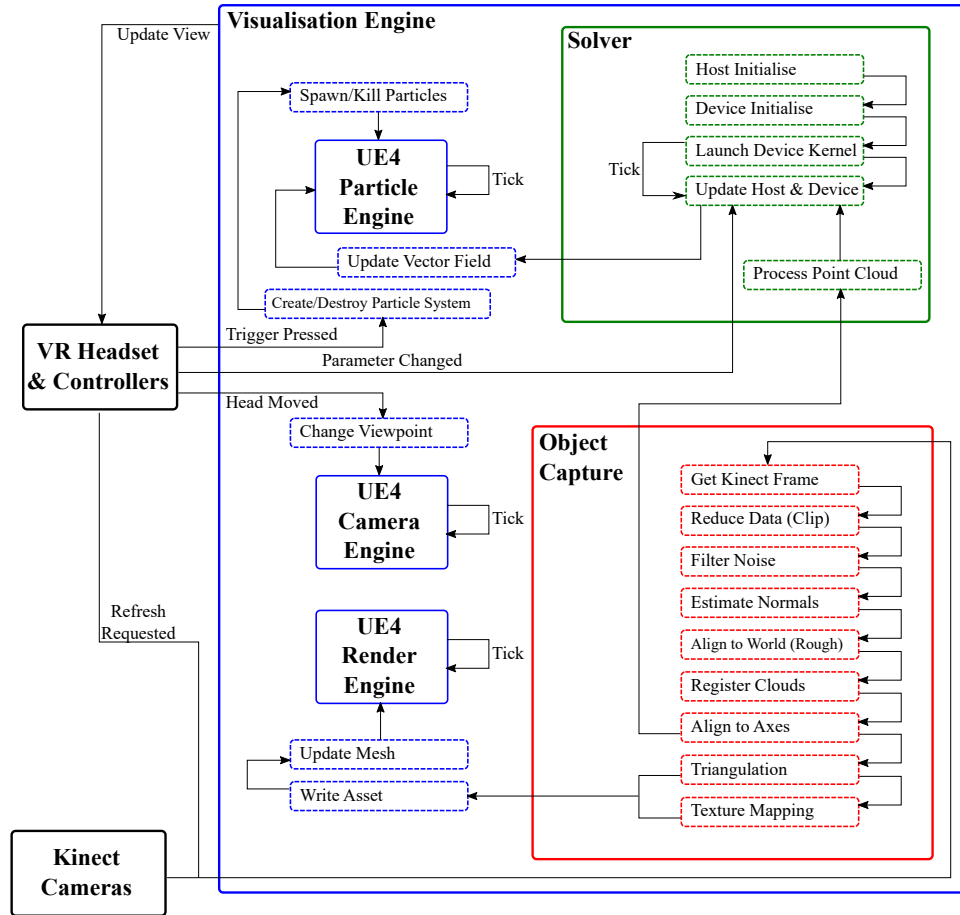 Visualisation Engine
Update View
Solver
Host Initialise
Spawn/Kill Particles
Device Initialise
UE4
Particle
Engine
Tick
Launch Device Kernel
Tick
Update Host & Device
Update Vector Field
Process Point Cloud
Create/Destroy Particle System
Trigger Pressed
VR Headset
& Controllers
Parameter Changed
Head Moved
Change Viewpoint
Object
Capture
Get Kinect Frame
UE4
Camera
Engine
Tick
Reduce Data (Clip)
Filter Noise
Estimate Normals
Refresh
Requested
UE4
Render
Engine
Tick
Align to World (Rough)
Register Clouds
Align to Axes
Update Mesh
Triangulation
Write Asset
Texture Mapping
Kinect
Cameras